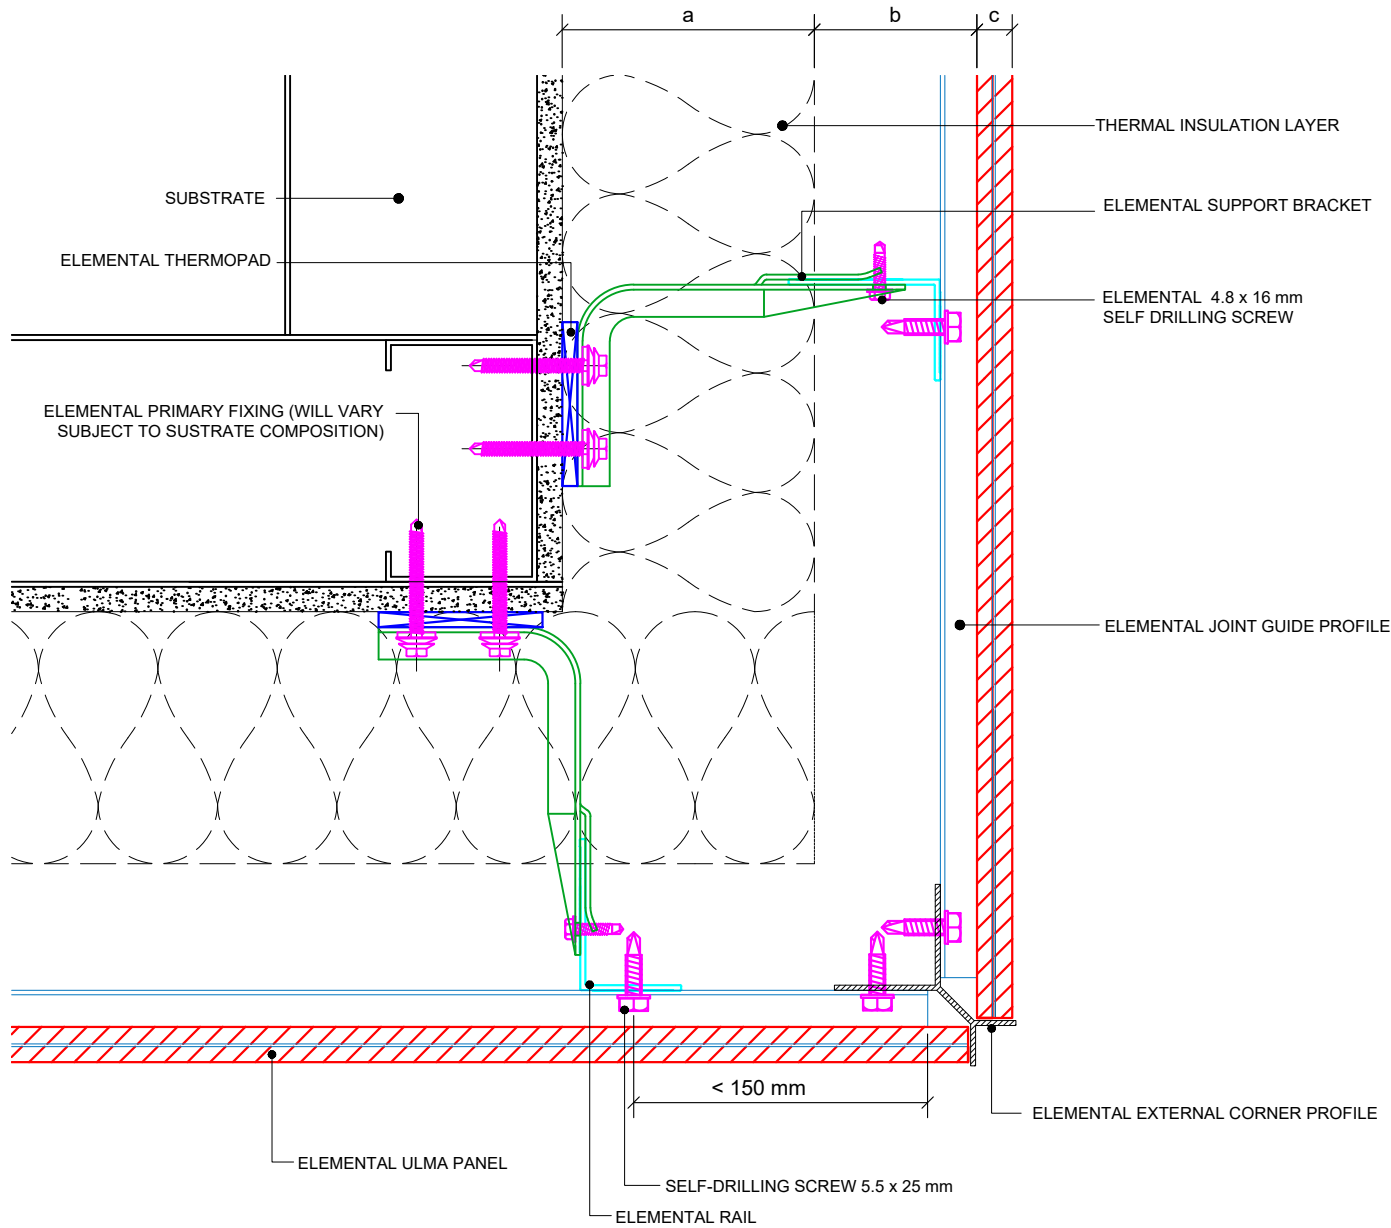 a
b
c
THERMAL INSULATION LAYER
SUBSTRATE
ELEMENTAL SUPPORT BRACKET
ELEMENTAL THERMOPAD
ELEMENTAL 4.8 x 16 mm
SELF DRILLING SCREW
ELEMENTAL PRIMARY FIXING (WILL VARY
SUBJECT TO SUSTRATE COMPOSITION)
ELEMENTAL JOINT GUIDE PROFILE
< 150 mm
ELEMENTAL EXTERNAL CORNER PROFILE
ELEMENTAL ULMA PANEL
SELF-DRILLING SCREW 5.5 x 25 mm
ELEMENTAL RAIL